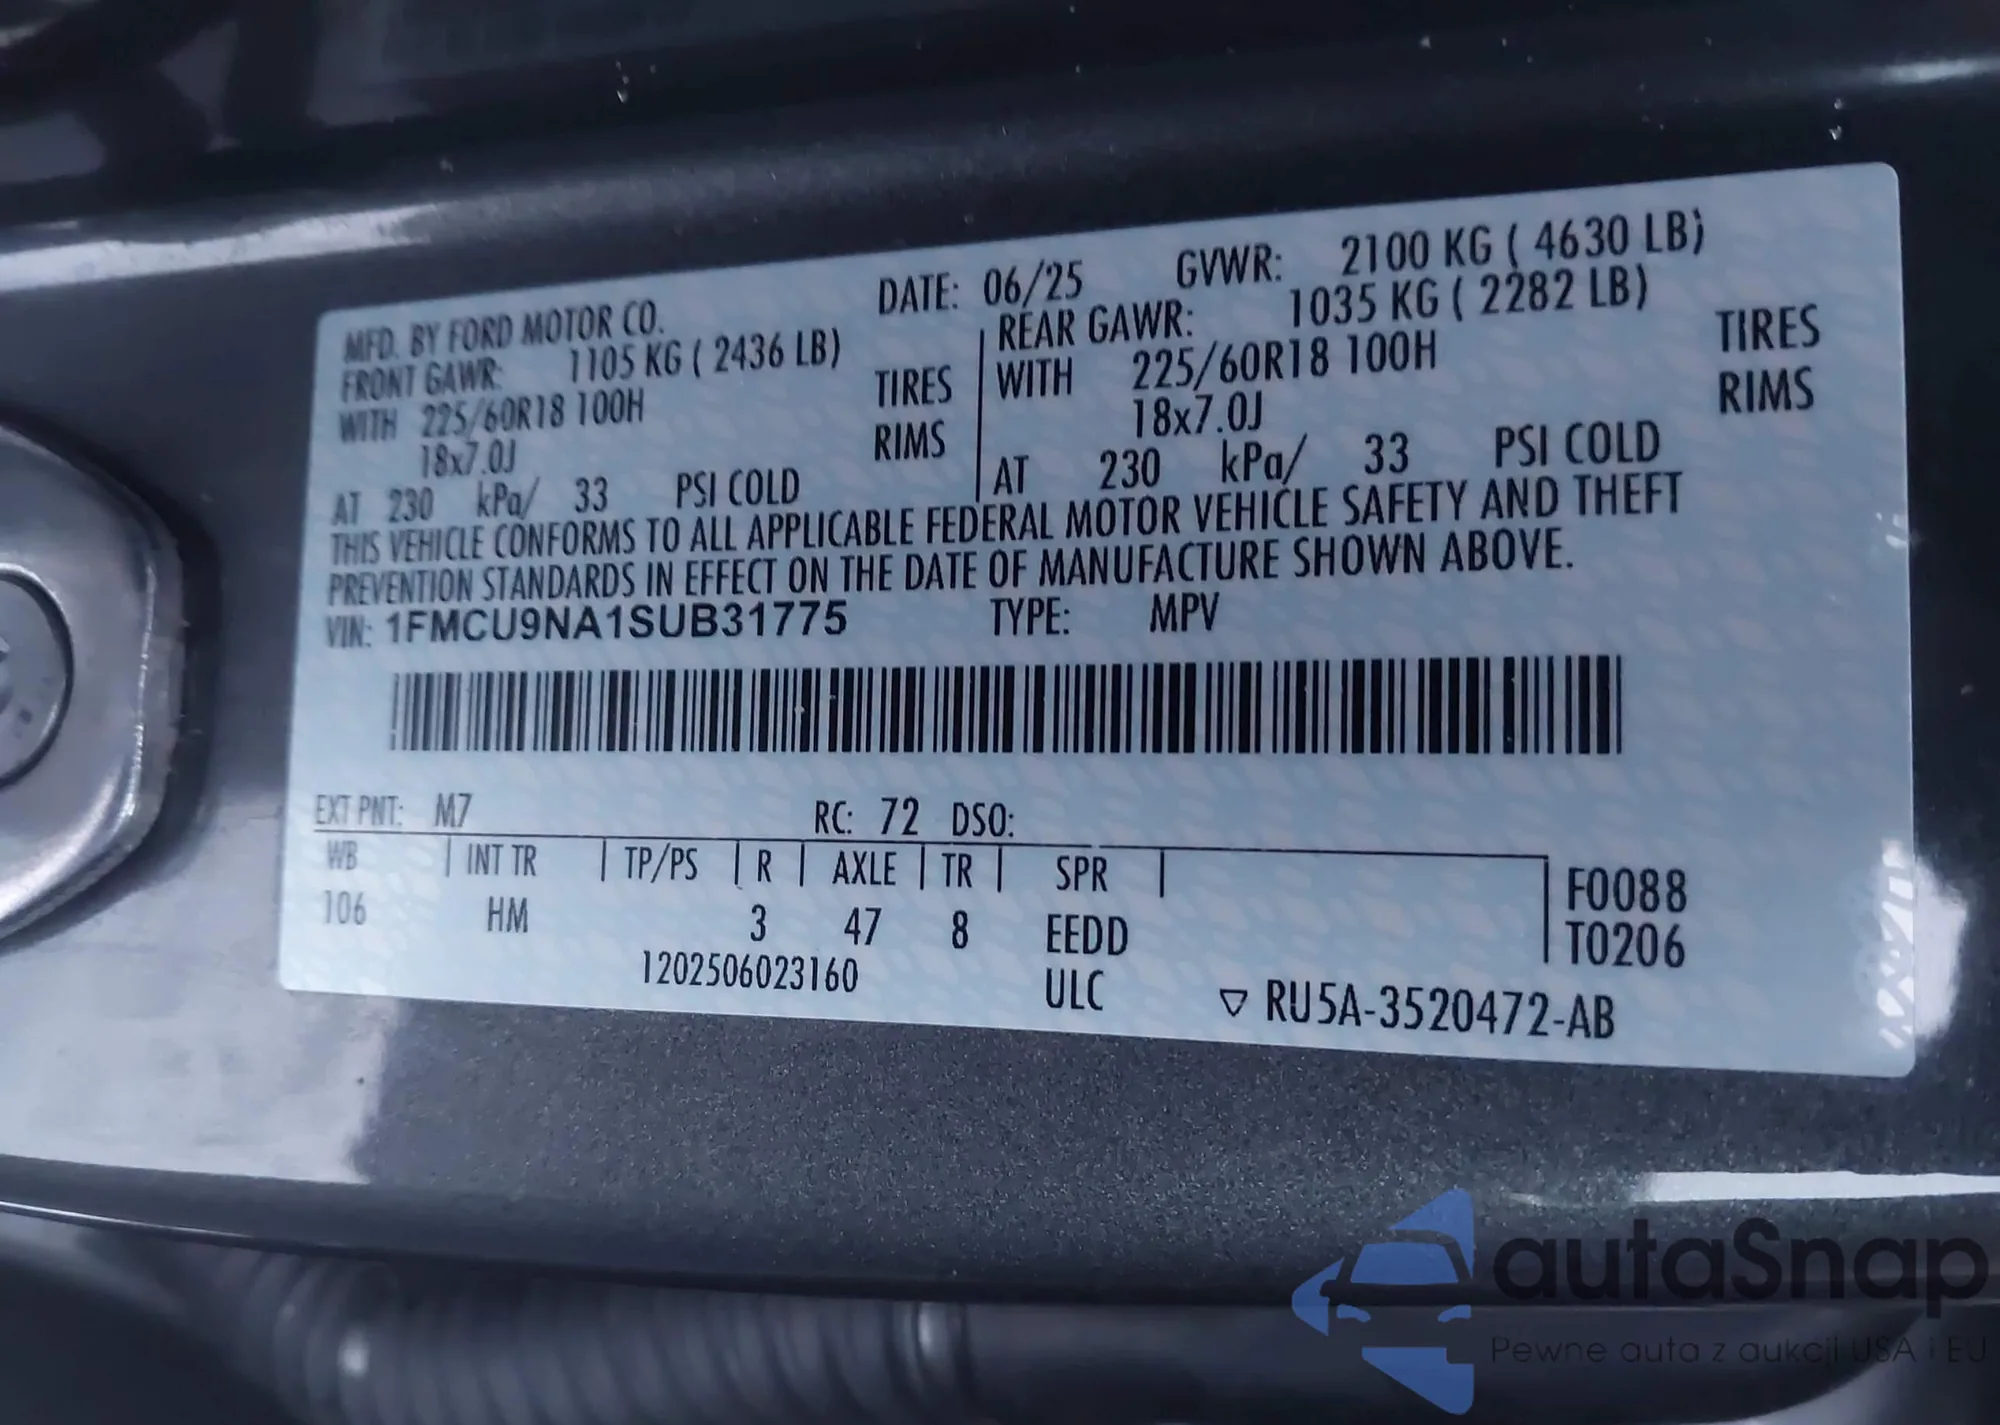 MFD. BY FORD MOTOR CO. DATE: 06/25 GVWR: 2100 KG ( 4630 LB)
FRONT GAWR: 1105 KG ( 2436 LB) REAR GAWR: 1035 KG ( 2282 LB)
WITH 225/60R18 100H TIRES WITH 225/60R18 100H TIRES
18x7.0J RIMS 18x7.0J RIMS
AT 230 kPa/ 33 PSI COLD AT 230 kPa/ 33 PSI COLD
THIS VEHICLE CONFORMS TO ALL APPLICABLE FEDERAL MOTOR VEHICLE SAFETY AND THEFT
PREVENTION STANDARDS IN EFFECT ON THE DATE OF MANUFACTURE SHOWN ABOVE.
VIN: 1FMCU9NA1SUB31775 TYPE: MPV
EXT PNT: M7 RC: 72 DSO:
WB INT TR TP/PS R AXLE TR SPR F0088
106 HM 3 47 8 EEDD T0206
1202506023160 ULC ▽ RU5A-3520472-AB
autaSnap
Pewne auta z aukcji USA i EU